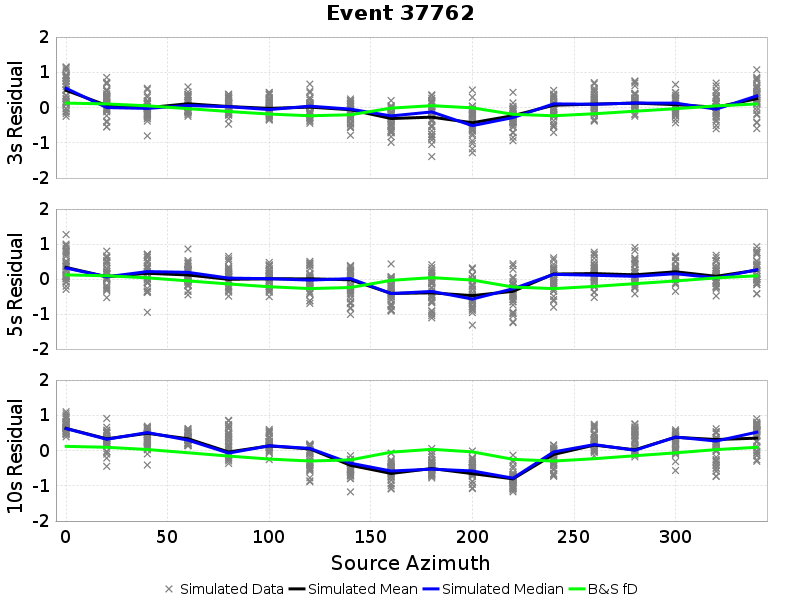 Event 37762
3s Residual
2
1
0
-1
-2
5s Residual
2
1
0
-1
-2
10s Residual
2
1
0
-1
-2
0 50 100 150 200 250 300
Source Azimuth
Simulated Data Simulated Mean Simulated Median B&S fD